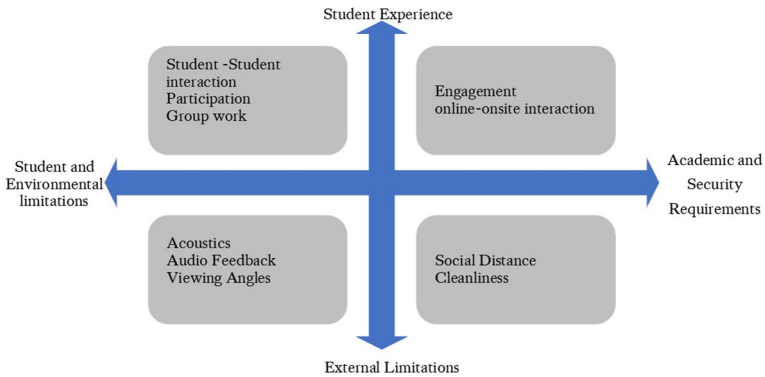 Student Experience
Student -Student
interaction
Participation
Group work
Engagement
online-onsite interaction
Student and
Environmental
limitations
Academic and
Security
Requirements
Acoustics
Audio Feedback
Viewing Angles
Social Distance
Cleanliness
External Limitations